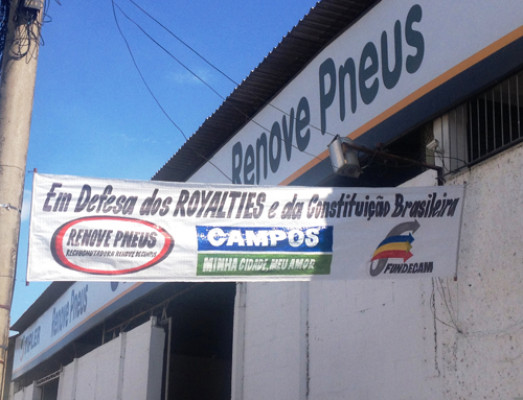 Renove Pneus
Em Defesa dos ROYALTIES e da Constituição Brasileira
RENOVE PNEUS
CAMPOS
MINHA CIDADE, MEU AMOR
FUNDECAM
Renove Pneus